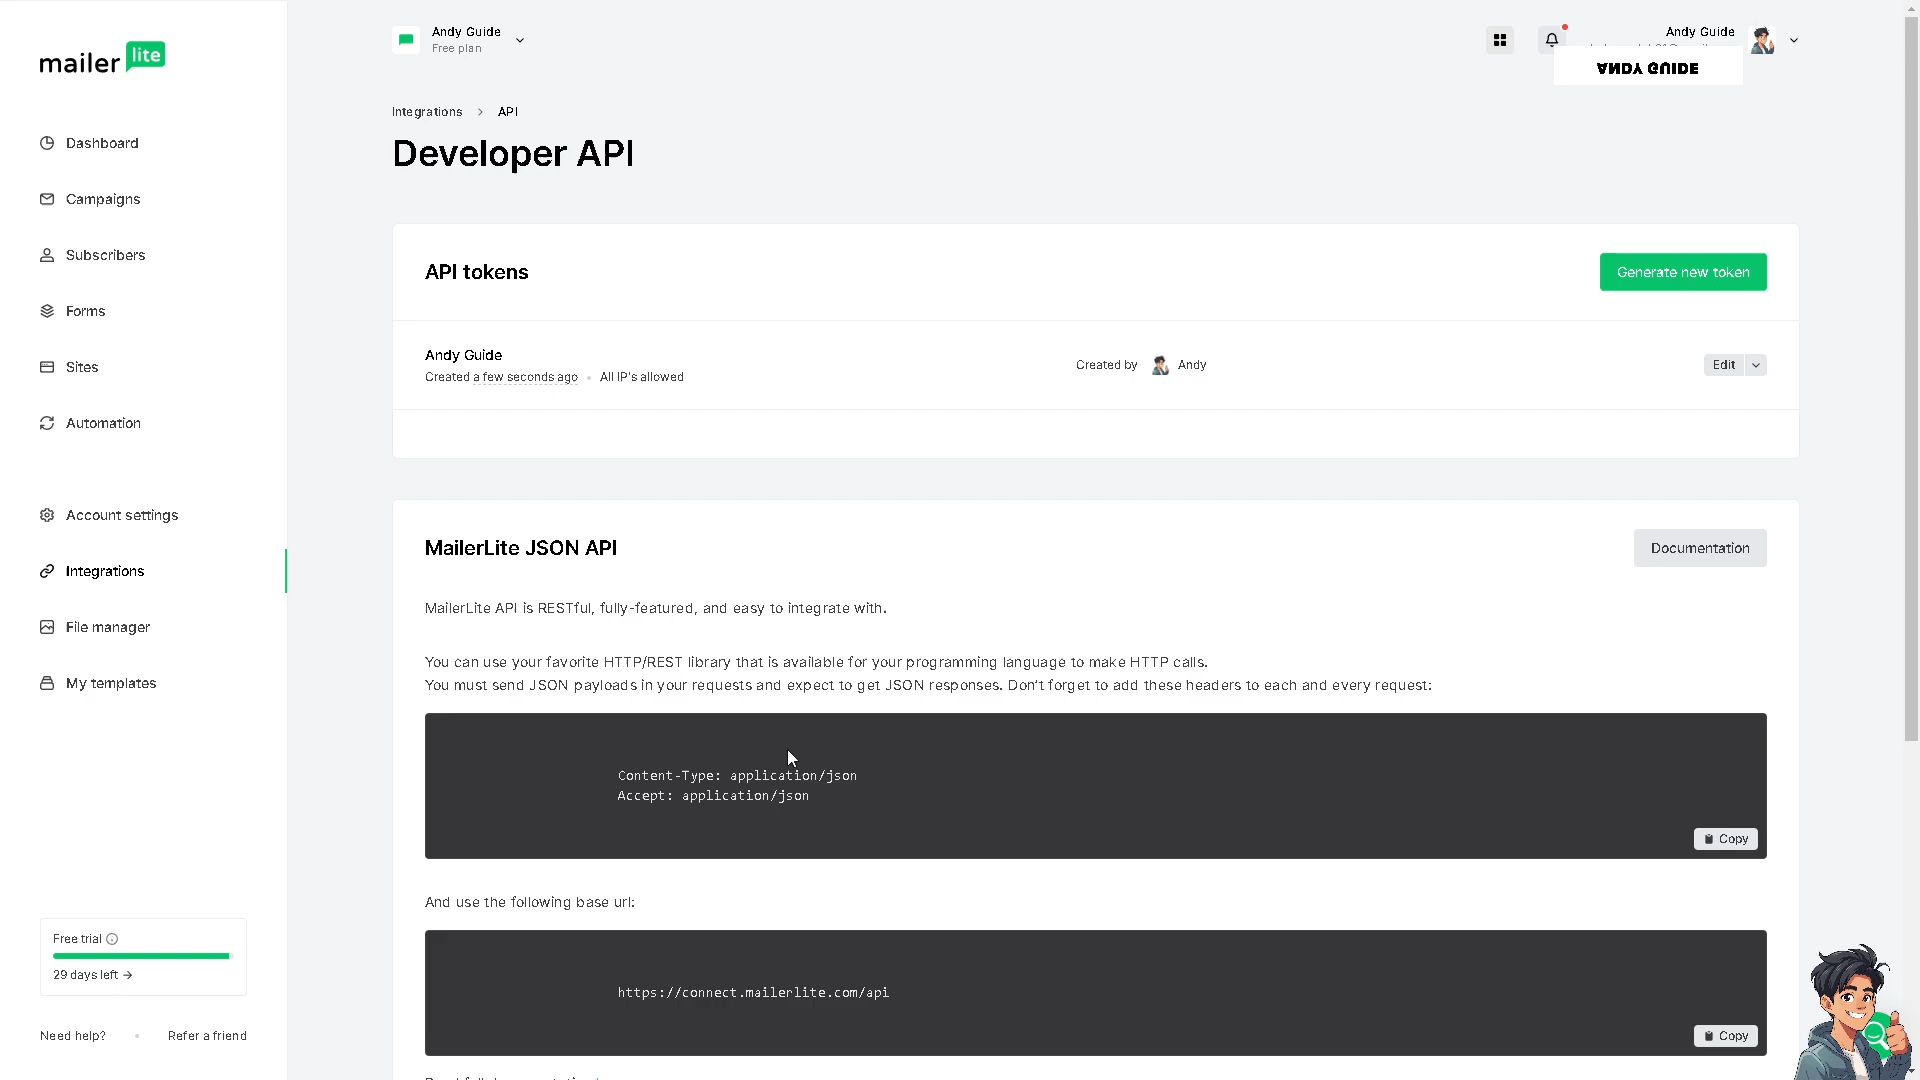 mailer lite
Andy Guide
Free plan
Andy Guide
ANDY GUIDE
Dashboard
Campaigns
Subscribers
Forms
Sites
Automation
Account settings
Integrations
File manager
My templates
Free trial
29 days left
Need help?
Refer a friend
Integrations > API
Developer API
API tokens
Generate new token
Andy Guide
Created a few seconds ago • All IP's allowed
Created by Andy
Edit
MailerLite JSON API
Documentation
MailerLite API is RESTful, fully-featured, and easy to integrate with.
You can use your favorite HTTP/REST library that is available for your programming language to make HTTP calls.
You must send JSON payloads in your requests and expect to get JSON responses. Don't forget to add these headers to each and every request:
Content-Type: application/json
Accept: application/json
Copy
And use the following base url:
https://connect.mailerlite.com/api
Copy